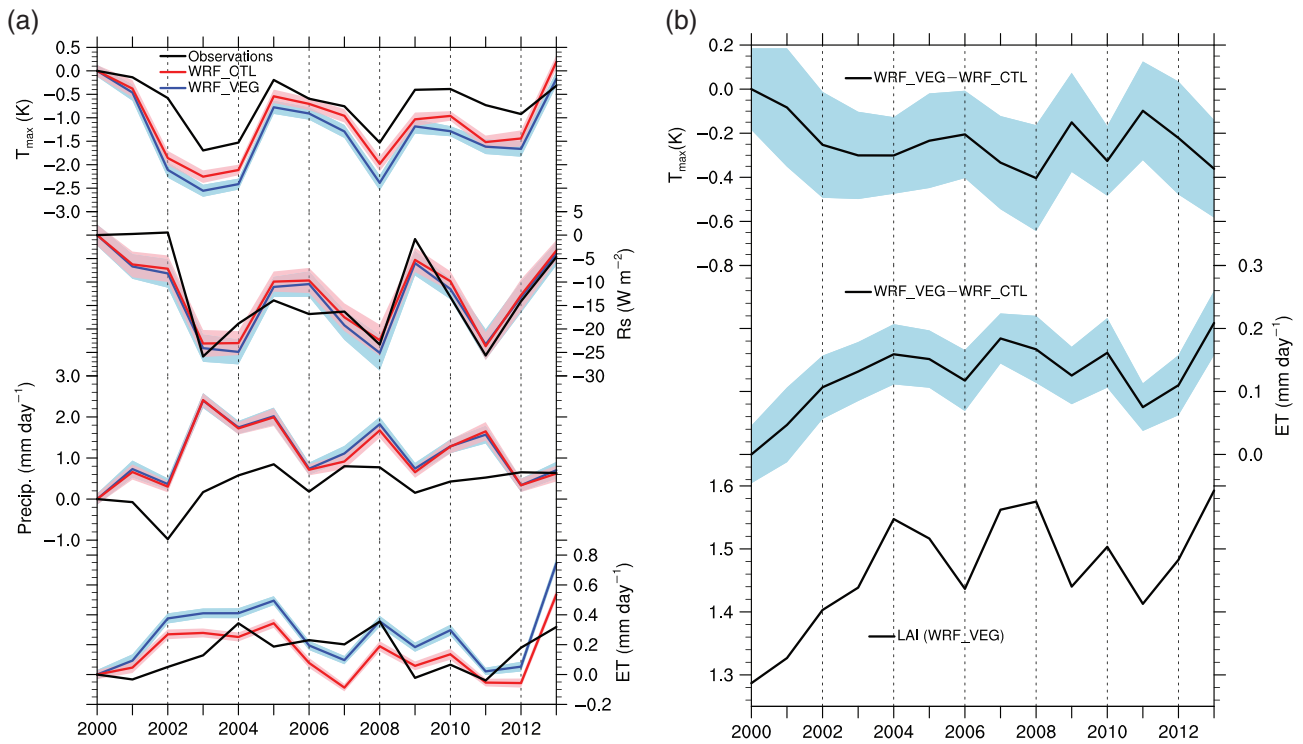 (a)
Observations
WRF_CTL
WRF_VEG
0.5
0.0
−0.5
−1.0
−1.5
−2.0
−2.5
−3.0
Tmax (K)
5
0
−5
−10
−15
−20
−25
−30
Rs (W m−2)
3.0
2.0
1.0
0.0
−1.0
Precip. (mm day−1)
0.8
0.6
0.4
0.2
0.0
−0.2
ET (mm day−1)
2000 2002 2004 2006 2008 2010 2012
(b)
WRF_VEG−WRF_CTL
0.2
0.0
−0.2
−0.4
−0.6
−0.8
Tmax (K)
WRF_VEG−WRF_CTL
0.3
0.2
0.1
0.0
ET (mm day−1)
1.6
1.5
1.4
1.3
LAI (WRF_VEG)
2000 2002 2004 2006 2008 2010 2012